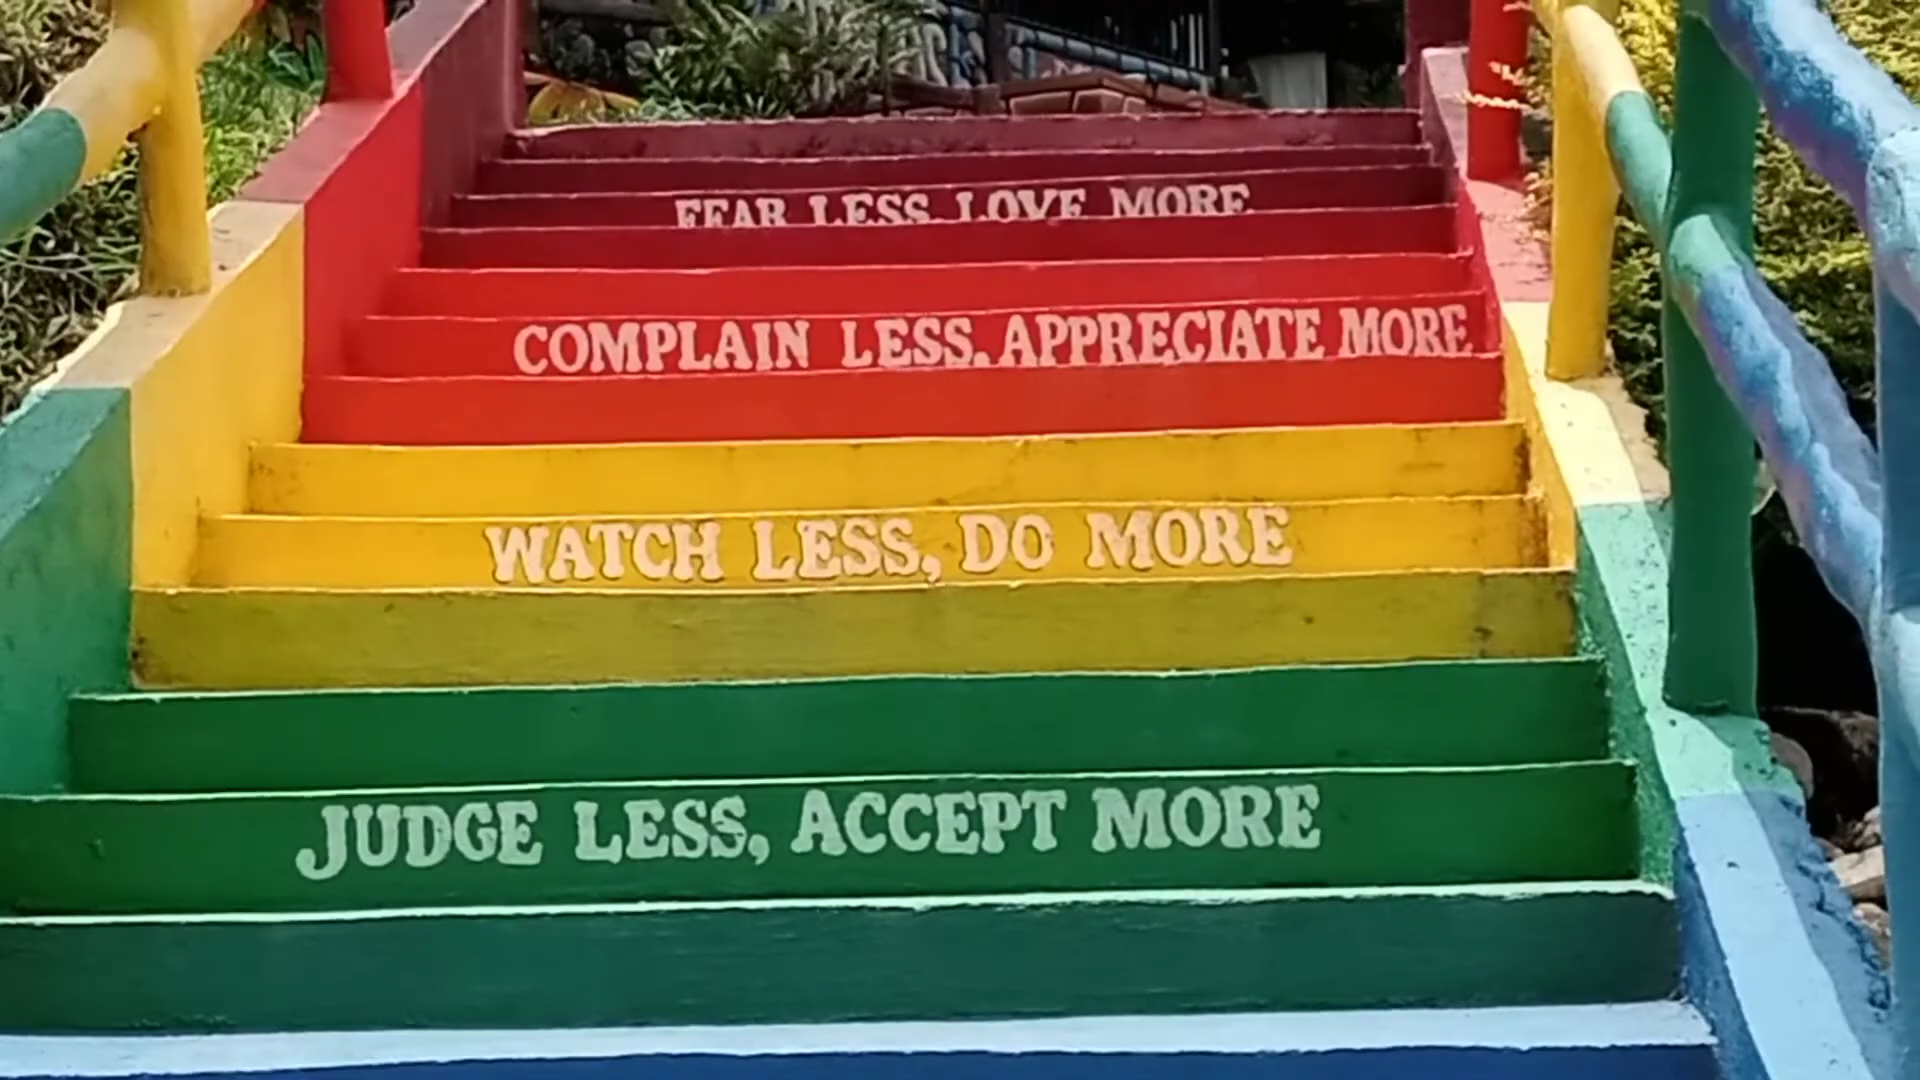 FEAR LESS, LOVE MORE
COMPLAIN LESS, APPRECIATE MORE
WATCH LESS, DO MORE
JUDGE LESS, ACCEPT MORE